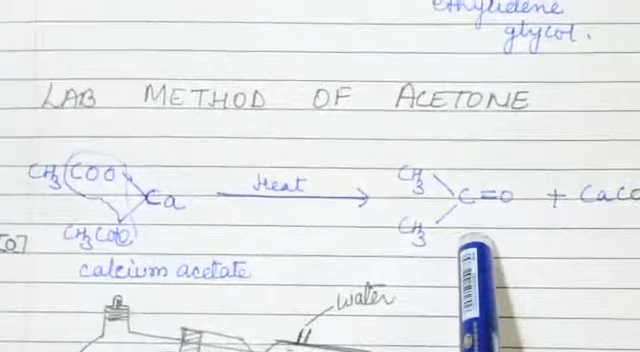 ethylidene
glycol.
LAB METHOD OF ACETONE
CH3COO
Ca
CH3COO
Heat
CH3
C=O + CaCO
CH3
calcium acetate
water